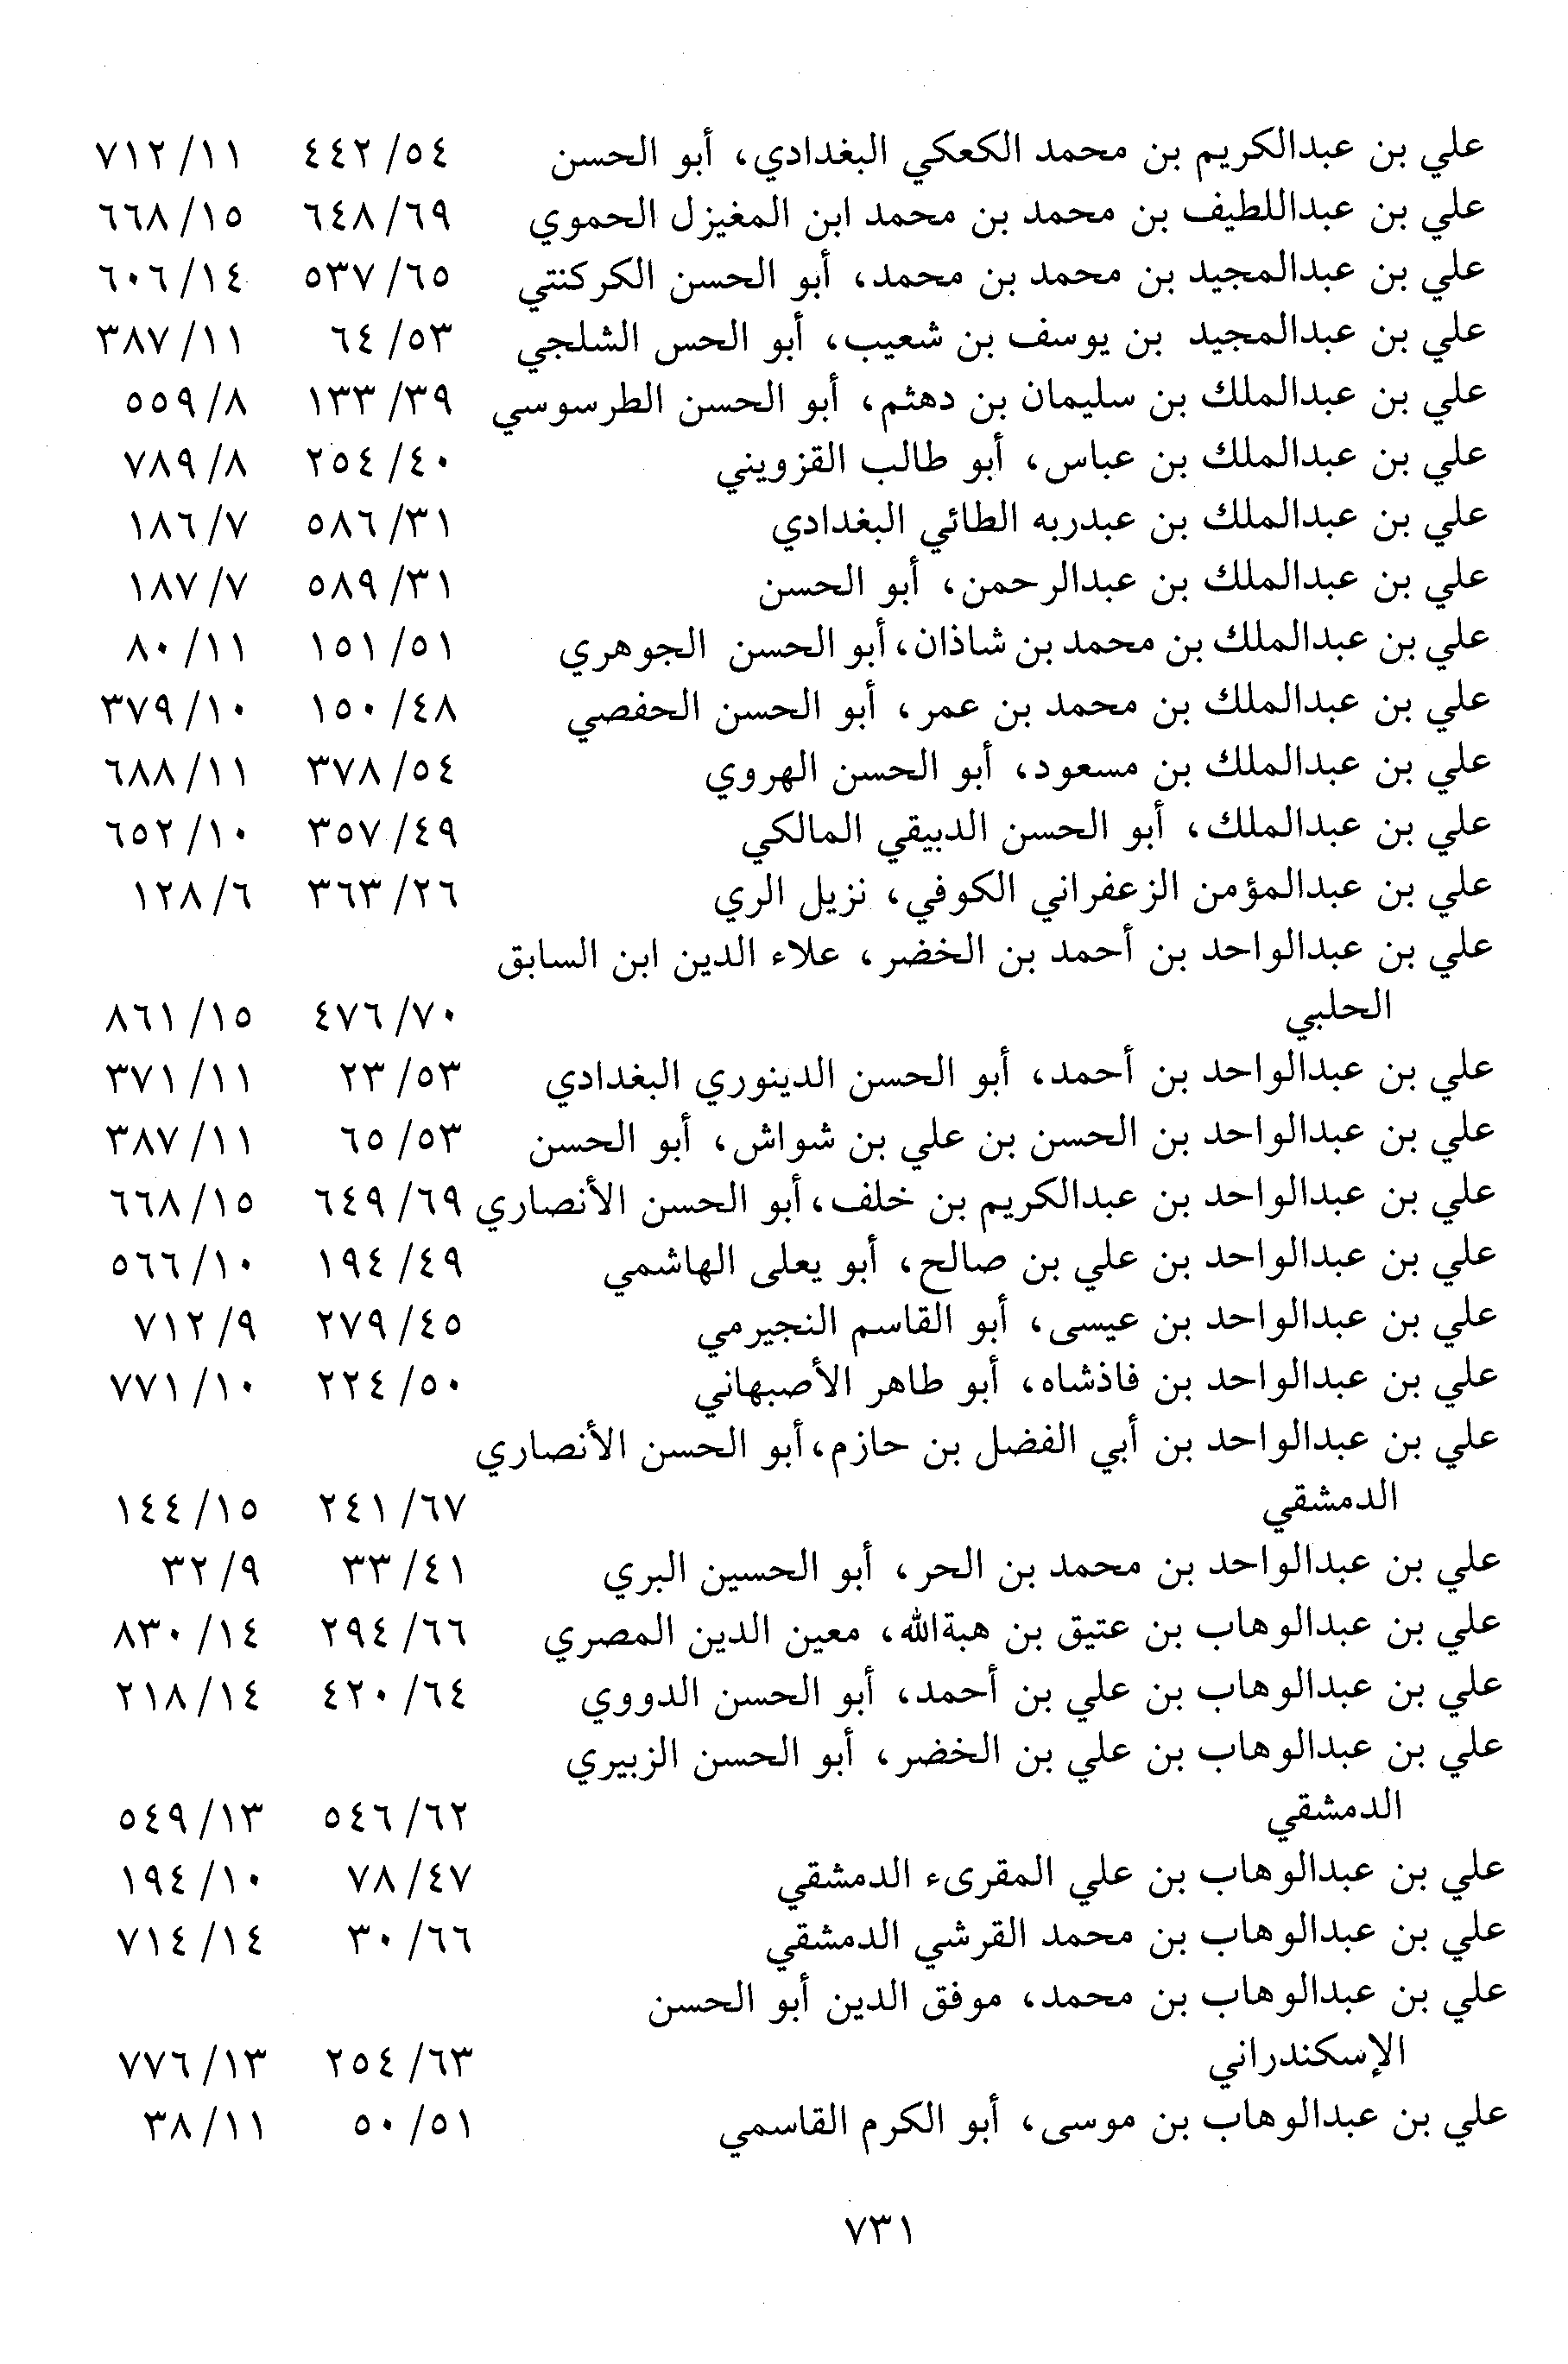 علي بن عبدالكريم بن محمد الكعكي البغدادي، أبو الحسن ٥٤/ ٤٤٢ ١١/ ٧١٢
علي بن عبداللطيف بن محمد بن محمد ابن المغيزل الحموي ٦٩/ ٦٤٨ ١٥/ ٦٦٨
علي بن عبدالمجيد بن محمد بن محمد، أبو الحسن الكركنتي ٦٥/ ٥٣٧ ١٤/ ٦٠٦
علي بن عبدالمجيد بن يوسف بن شعيب، أبو الحس الشلجي ٥٣/ ٦٤ ١١/ ٣٨٧
علي بن عبدالملك بن سليمان بن دهثم، أبو الحسن الطرسوسي ٣٩/ ١٣٣ ٨/ ٥٥٩
علي بن عبدالملك بن عباس، أبو طالب القزويني ٤٠/ ٢٥٤ ٨/ ٧٨٩
علي بن عبدالملك بن عبدربه الطائي البغدادي ٣١/ ٥٨٦ ٧/ ١٨٦
علي بن عبدالملك بن عبدالرحمن، أبو الحسن ٣١/ ٥٨٩ ٧/ ١٨٧
علي بن عبدالملك بن محمد بن شاذان، أبو الحسن الجوهري ٥١/ ١٥١ ١١/ ٨٠
علي بن عبدالملك بن محمد بن عمر، أبو الحسن الحفصي ٤٨/ ١٥٠ ١٠/ ٣٧٩
علي بن عبدالملك بن مسعود، أبو الحسن الهروي ٥٤/ ٣٧٨ ١١/ ٦٨٨
علي بن عبدالملك، أبو الحسن الدبيقي المالكي ٤٩/ ٣٥٧ ١٠/ ٦٥٢
علي بن عبدالمؤمن الزعفراني الكوفي، نزيل الري ٢٦/ ٣٦٣ ٦/ ١٢٨
علي بن عبدالواحد بن أحمد بن الخضر، علاء الدين ابن السابق
الحلبي ٧٠/ ٤٧٦ ١٥/ ٨٦١
علي بن عبدالواحد بن أحمد، أبو الحسن الدينوري البغدادي ٥٣/ ٢٣ ١١/ ٣٧١
علي بن عبدالواحد بن الحسن بن علي بن شواش، أبو الحسن ٥٣/ ٦٥ ١١/ ٣٨٧
علي بن عبدالواحد بن عبدالكريم بن خلف، أبو الحسن الأنصاري ٦٩/ ٦٤٩ ١٥/ ٦٦٨
علي بن عبدالواحد بن علي بن صالح، أبو يعلى الهاشمي ٤٩/ ١٩٤ ١٠/ ٥٦٦
علي بن عبدالواحد بن عيسى، أبو القاسم النجيرمي ٤٥/ ٢٧٩ ٩/ ٧١٢
علي بن عبدالواحد بن فاذشاه، أبو طاهر الأصبهاني ٥٠/ ٢٢٤ ١٠/ ٧٧١
علي بن عبدالواحد بن أبي الفضل بن حازم، أبو الحسن الأنصاري
الدمشقي ٦٧/ ٢٤١ ١٥/ ١٤٤
علي بن عبدالواحد بن محمد بن الحر، أبو الحسين البري ٤١/ ٣٣ ٩/ ٣٢
علي بن عبدالوهاب بن عتيق بن هبةالله، معين الدين المصري ٦٦/ ٢٩٤ ١٤/ ٨٣٠
علي بن عبدالوهاب بن علي بن أحمد، أبو الحسن الدووي ٦٤/ ٤٢٠ ١٤/ ٢١٨
علي بن عبدالوهاب بن علي بن الخضر، أبو الحسن الزبيري
الدمشقي ٦٢/ ٥٤٦ ١٣/ ٥٤٩
علي بن عبدالوهاب بن علي المقرىء الدمشقي ٤٧/ ٧٨ ١٠/ ١٩٤
علي بن عبدالوهاب بن محمد القرشي الدمشقي ٦٦/ ٣٠ ١٤/ ٧١٤
علي بن عبدالوهاب بن محمد، موفق الدين أبو الحسن
الإسكندراني ٦٣/ ٢٥٤ ١٣/ ٧٧٦
علي بن عبدالوهاب بن موسى، أبو الكرم القاسمي ٥١/ ٥٠ ١١/ ٣٨
٧٣١